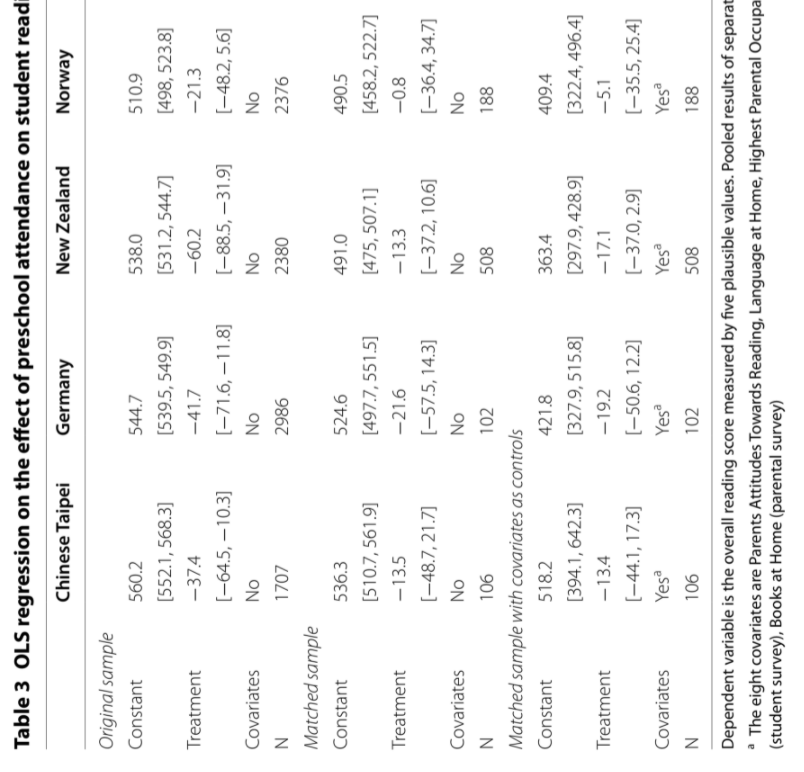 Table 3 OLS regression on the effect of preschool attendance on student readi
Chinese Taipei Germany New Zealand Norway
Original sample
Constant 560.2 544.7 538.0 510.9
[552.1, 568.3] [539.5, 549.9] [531.2, 544.7] [498, 523.8]
Treatment −37.4 −41.7 −60.2 −21.3
[−64.5, −10.3] [−71.6, −11.8] [−88.5, −31.9] [−48.2, 5.6]
Covariates No No No No
N 1707 2986 2380 2376
Matched sample
Constant 536.3 524.6 491.0 490.5
[510.7, 561.9] [497.7, 551.5] [475, 507.1] [458.2, 522.7]
Treatment −13.5 −21.6 −13.3 −0.8
[−48.7, 21.7] [−57.5, 14.3] [−37.2, 10.6] [−36.4, 34.7]
Covariates No No No No
N 106 102 508 188
Matched sample with covariates as controls
Constant 518.2 421.8 363.4 409.4
[394.1, 642.3] [327.9, 515.8] [297.9, 428.9] [322.4, 496.4]
Treatment −13.4 −19.2 −17.1 −5.1
[−44.1, 17.3] [−50.6, 12.2] [−37.0, 2.9] [−35.5, 25.4]
Covariates Yesa Yesa Yesa Yesa
N 106 102 508 188
Dependent variable is the overall reading score measured by five plausible values. Pooled results of separat
a The eight covariates are Parents Attitudes Towards Reading, Language at Home, Highest Parental Occupa
(student survey), Books at Home (parental survey)